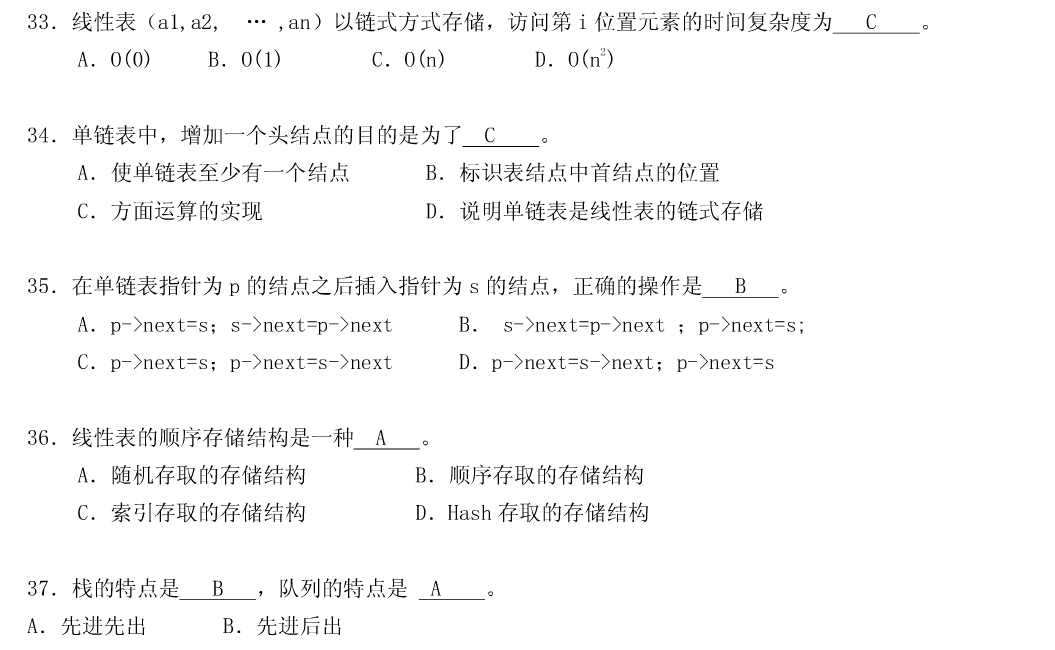 33．线性表（a1,a2, … ,an）以链式方式存储，访问第 i 位置元素的时间复杂度为 C 。
A．O(0) B．O(1) C．O(n) D．O(n²)
34．单链表中，增加一个头结点的目的是为了 C 。
A．使单链表至少有一个结点 B．标识表结点中首结点的位置
C．方面运算的实现 D．说明单链表是线性表的链式存储
35．在单链表指针为 p 的结点之后插入指针为 s 的结点，正确的操作是 B 。
A．p->next=s；s->next=p->next B． s->next=p->next ；p->next=s;
C．p->next=s；p->next=s->next D．p->next=s->next；p->next=s
36．线性表的顺序存储结构是一种 A 。
A．随机存取的存储结构 B．顺序存取的存储结构
C．索引存取的存储结构 D．Hash 存取的存储结构
37．栈的特点是 B ，队列的特点是 A 。
A．先进先出 B．先进后出